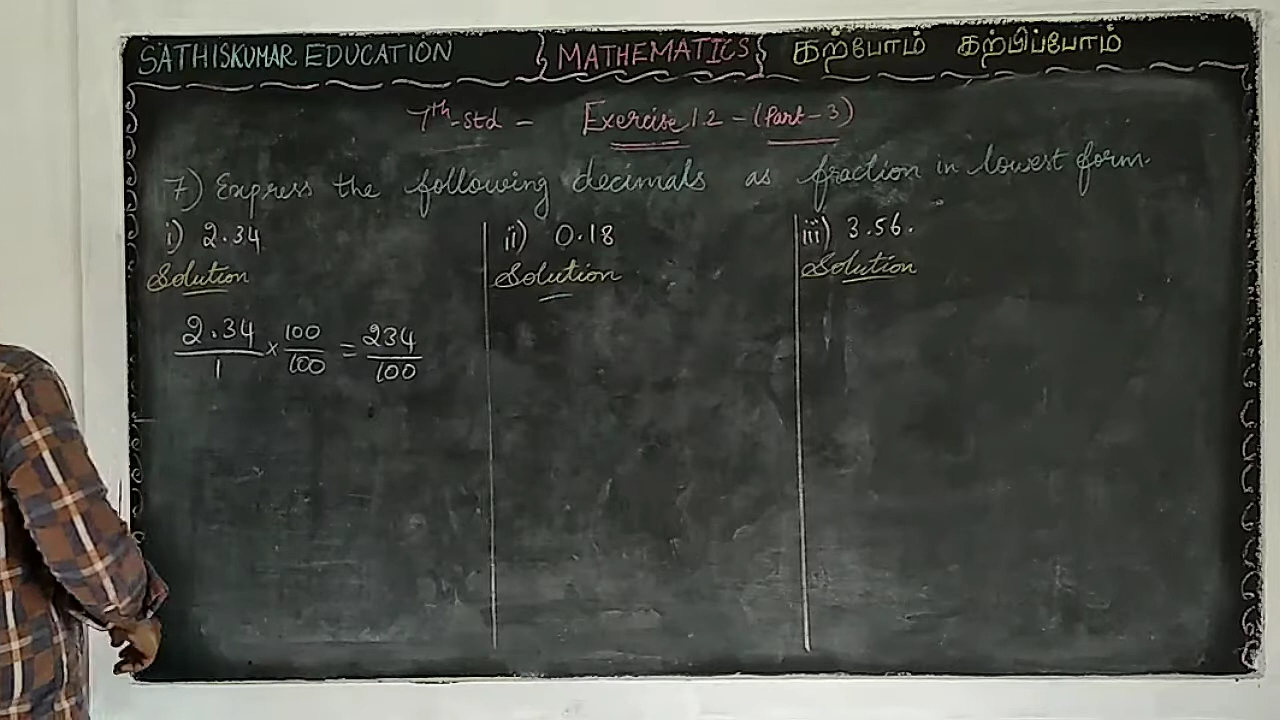 SATHISKUMAR EDUCATION { MATHEMATICS } கற்போம் கற்பிப்போம்
7th-std - Exercise 1.2 - (Part - 3)
7) Express the following decimals as fraction in lowest form.
i) 2.34
Solution
2.34/1 × 100/100 = 234/100
ii) 0.18
Solution
iii) 3.56.
Solution